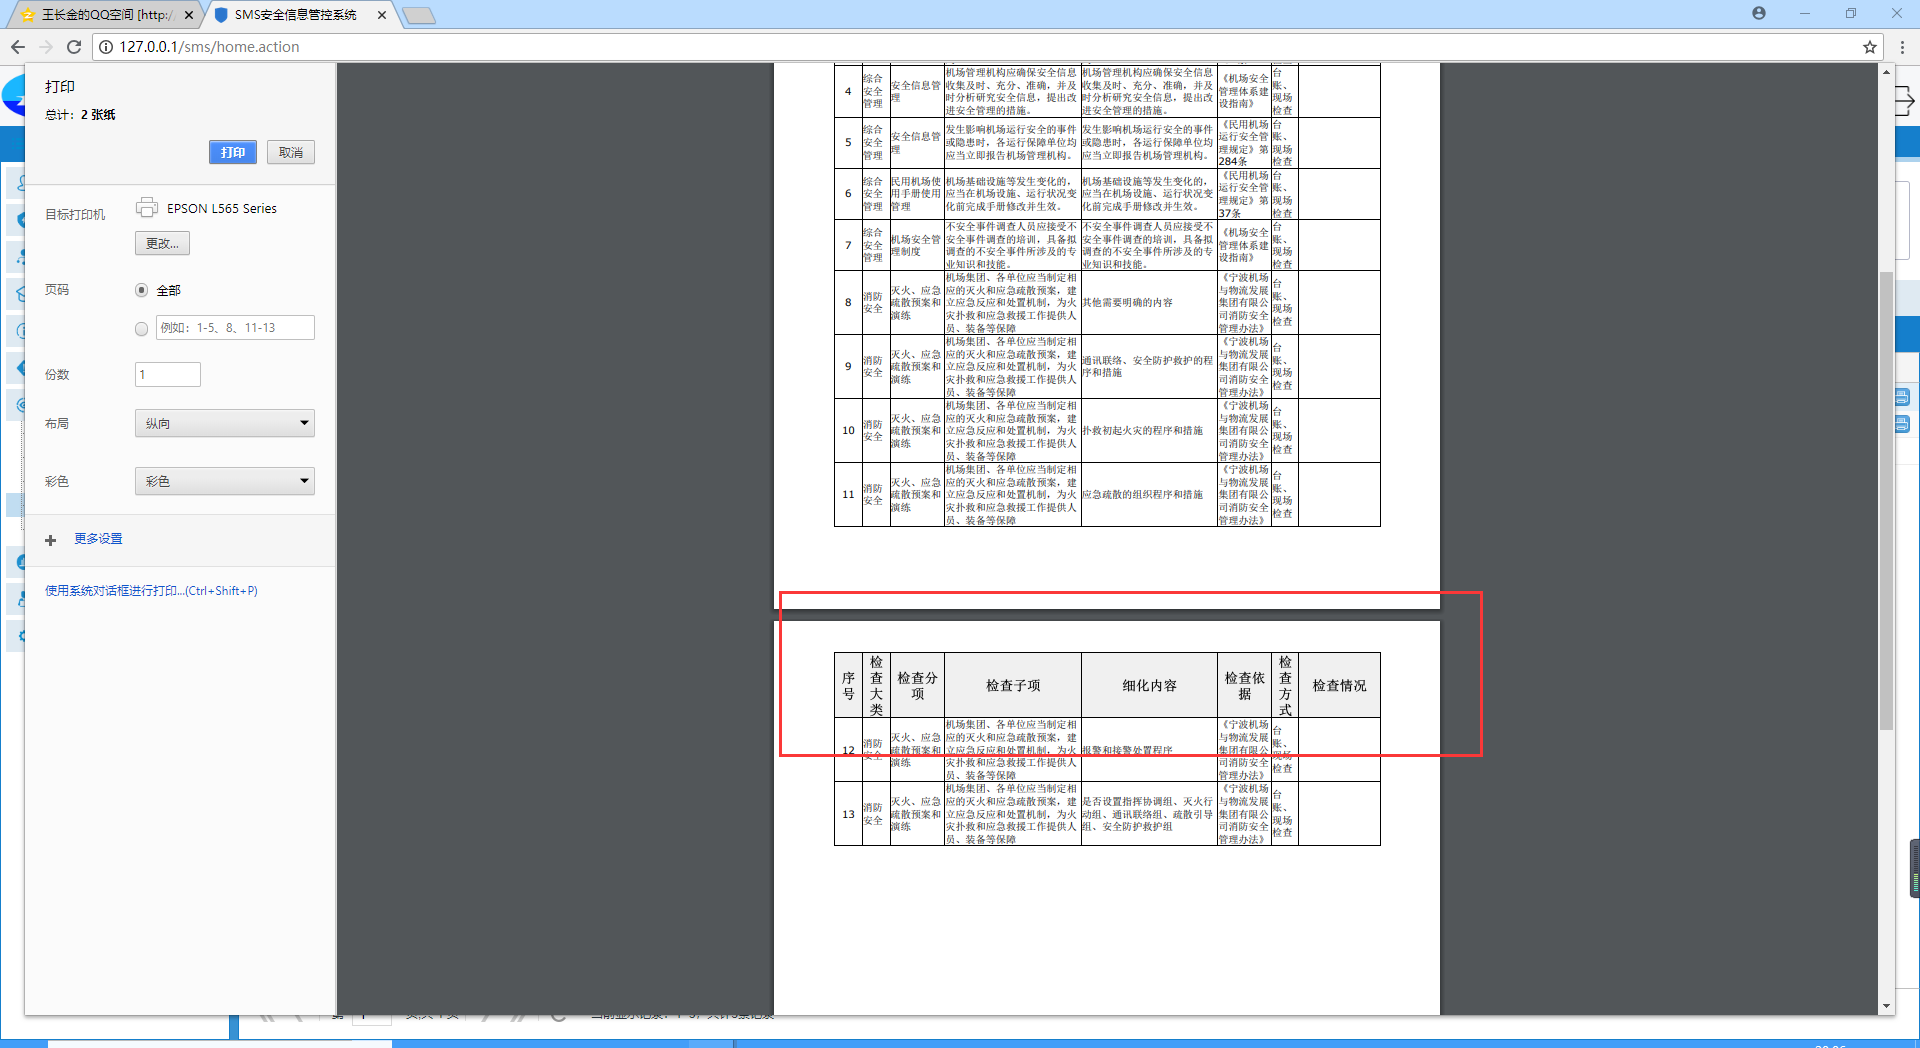 王长金的QQ空间 [http:/
SMS安全信息管控系统
127.0.0.1/sms/home.action
打印
总计：2 张纸
打印
取消
目标打印机
EPSON L565 Series
更改...
页码
全部
例如：1-5、8、11-13
份数
1
布局
纵向
彩色
彩色
更多设置
使用系统对话框进行打印...(Ctrl+Shift+P)
4
综合
安全
管理
安全信息管
理
机场管理机构应确保安全信息
收集及时、充分、准确，并及
时分析研究安全信息，提出改
进安全管理的措施。
机场管理机构应确保安全信息
收集及时、充分、准确，并及
时分析研究安全信息，提出改
进安全管理的措施。
《机场安全
管理体系建
设指南》
台
账、
现场
检查
5
综合
安全
管理
安全信息管
理
发生影响机场运行安全的事件
或隐患时，各运行保障单位均
应当立即报告机场管理机构。
发生影响机场运行安全的事件
或隐患时，各运行保障单位均
应当立即报告机场管理机构。
《民用机场
运行安全管
理规定》第
284条
台
账、
现场
检查
6
综合
安全
管理
民用机场使
用手册使用
管理
机场基础设施等发生变化的，
应当在机场设施、运行状况变
化前完成手册修改并生效。
机场基础设施等发生变化的，
应当在机场设施、运行状况变
化前完成手册修改并生效。
《民用机场
运行安全管
理规定》第
37条
台
账、
现场
检查
7
综合
安全
管理
机场安全管
理制度
不安全事件调查人员应接受不
安全事件调查的培训，具备拟
调查的不安全事件所涉及的专
业知识和技能。
不安全事件调查人员应接受不
安全事件调查的培训，具备拟
调查的不安全事件所涉及的专
业知识和技能。
《机场安全
管理体系建
设指南》
台
账、
现场
检查
8
消防
安全
灭火、应急
疏散预案和
演练
机场集团、各单位应当制定相
应的灭火和应急疏散预案，建
立应急反应和处置机制，为火
灾扑救和应急救援工作提供人
员、装备等保障
其他需要明确的内容
《宁波机场
与物流发展
集团有限公
司消防安全
管理办法》
台
账、
现场
检查
9
消防
安全
灭火、应急
疏散预案和
演练
机场集团、各单位应当制定相
应的灭火和应急疏散预案，建
立应急反应和处置机制，为火
灾扑救和应急救援工作提供人
员、装备等保障
通讯联络、安全防护救护的程
序和措施
《宁波机场
与物流发展
集团有限公
司消防安全
管理办法》
台
账、
现场
检查
10
消防
安全
灭火、应急
疏散预案和
演练
机场集团、各单位应当制定相
应的灭火和应急疏散预案，建
立应急反应和处置机制，为火
灾扑救和应急救援工作提供人
员、装备等保障
扑救初起火灾的程序和措施
《宁波机场
与物流发展
集团有限公
司消防安全
管理办法》
台
账、
现场
检查
11
消防
安全
灭火、应急
疏散预案和
演练
机场集团、各单位应当制定相
应的灭火和应急疏散预案，建
立应急反应和处置机制，为火
灾扑救和应急救援工作提供人
员、装备等保障
应急疏散的组织程序和措施
《宁波机场
与物流发展
集团有限公
司消防安全
管理办法》
台
账、
现场
检查
序
号
检
查
大
类
检查分
项
检查子项
细化内容
检查依
据
检
查
方
式
检查情况
12
消防
安全
灭火、应急
疏散预案和
演练
机场集团、各单位应当制定相
应的灭火和应急疏散预案，建
立应急反应和处置机制，为火
灾扑救和应急救援工作提供人
员、装备等保障
报警和接警处置程序
《宁波机场
与物流发展
集团有限公
司消防安全
管理办法》
台
账、
现场
检查
13
消防
安全
灭火、应急
疏散预案和
演练
机场集团、各单位应当制定相
应的灭火和应急疏散预案，建
立应急反应和处置机制，为火
灾扑救和应急救援工作提供人
员、装备等保障
是否设置指挥协调组、灭火行
动组、通讯联络组、疏散引导
组、安全防护救护组
《宁波机场
与物流发展
集团有限公
司消防安全
管理办法》
台
账、
现场
检查